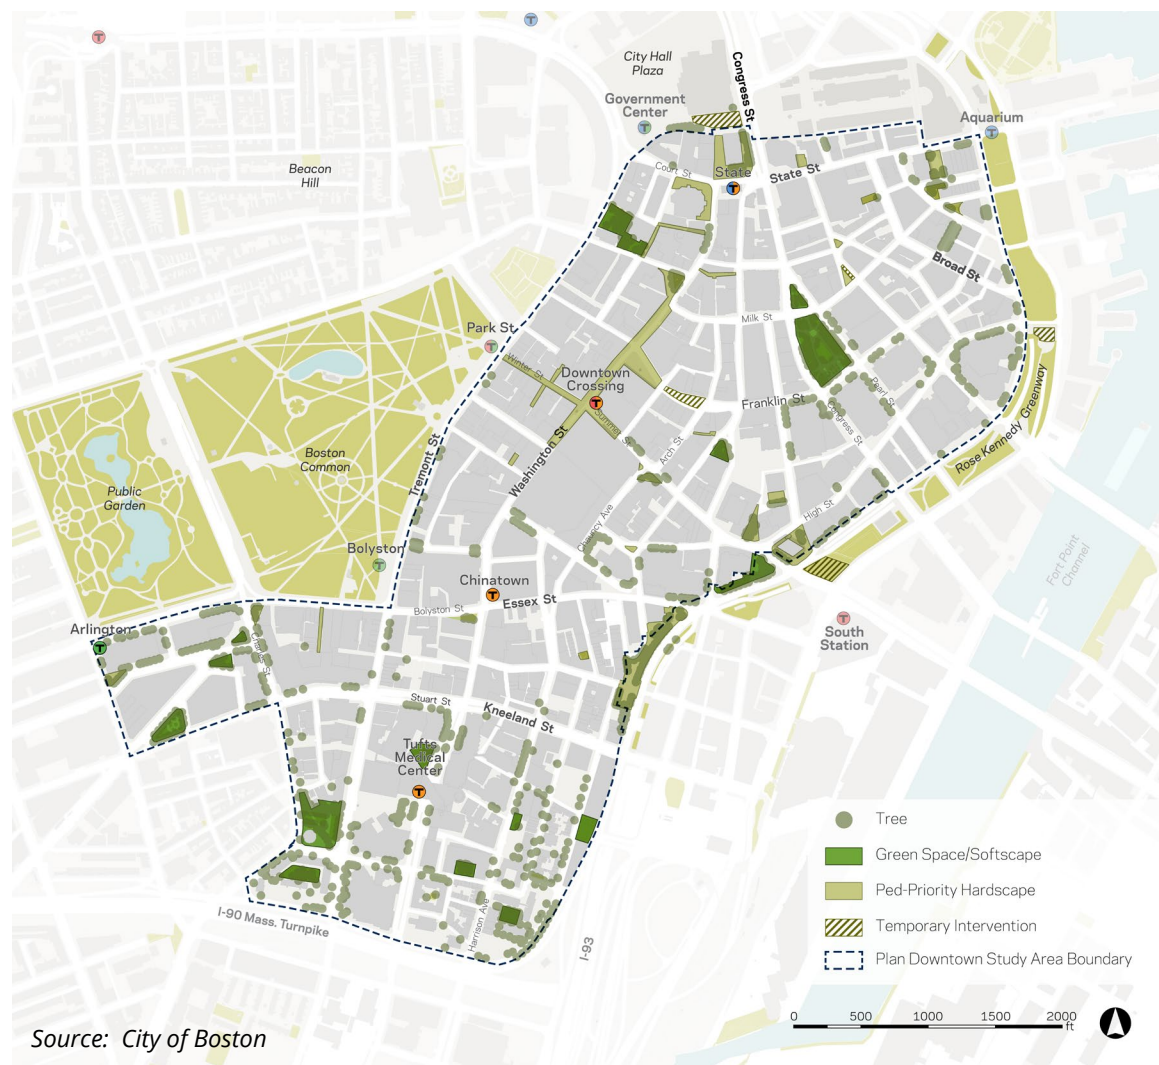 City Hall
Plaza
Congress St
Government
Center
Aquarium
Beacon
Hill
Court St
State
State St
Broad St
Park St
Milk St
Winter St
Downtown
Crossing
Summer St
Franklin St
Pearl St
Congress St
Rose Kennedy Greenway
Arch St
Washington St
Tremont St
Boston
Common
Public
Garden
High St
Chauncy Ave
Bolyston
Chinatown
Essex St
Bolyston St
Fort Point
Channel
Arlington
Charles St
South
Station
Stuart St
Kneeland St
Tufts
Medical
Center
Harrison Ave
I-90 Mass. Turnpike
I-93
Tree
Green Space/Softscape
Ped-Priority Hardscape
Temporary Intervention
Plan Downtown Study Area Boundary
0 500 1000 1500 2000
ft
Source: City of Boston
T
T
T
T
T
T
T
T
T
T
T
T